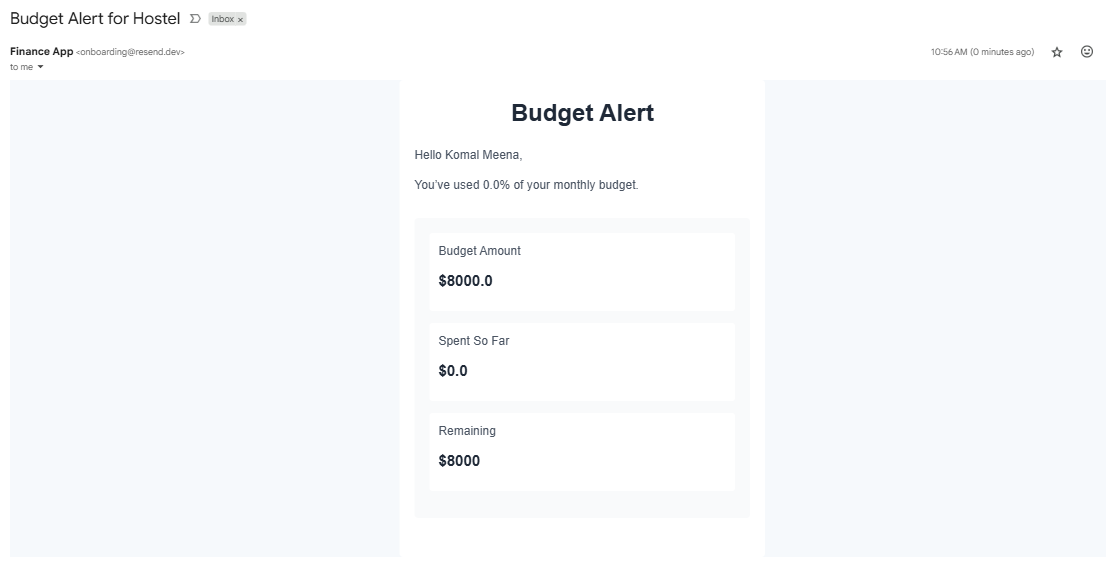 Budget Alert for Hostel Inbox ×
Finance App <onboarding@resend.dev> 10:56 AM (0 minutes ago)
to me
Budget Alert
Hello Komal Meena,
You've used 0.0% of your monthly budget.
Budget Amount
$8000.0
Spent So Far
$0.0
Remaining
$8000